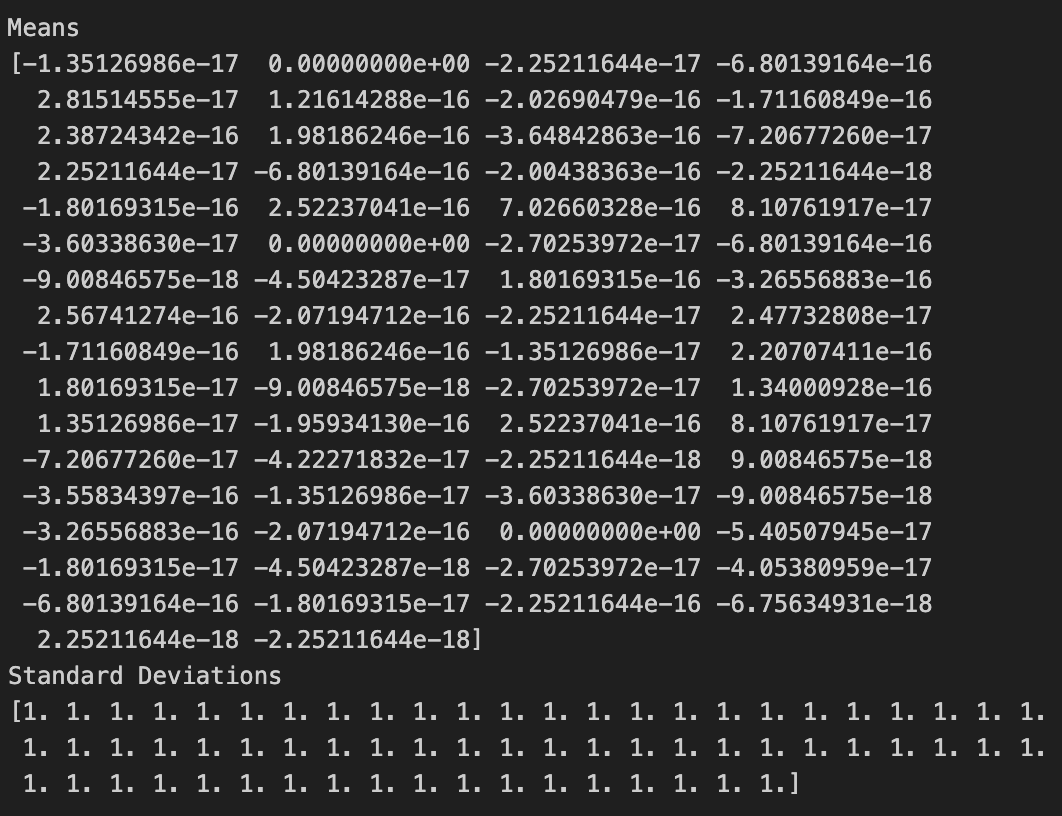 Means
[-1.35126986e-17  0.00000000e+00 -2.25211644e-17 -6.80139164e-16
  2.81514555e-17  1.21614288e-16 -2.02690479e-16 -1.71160849e-16
  2.38724342e-16  1.98186246e-16 -3.64842863e-16 -7.20677260e-17
  2.25211644e-17 -6.80139164e-16 -2.00438363e-16 -2.25211644e-18
 -1.80169315e-16  2.52237041e-16  7.02660328e-16  8.10761917e-17
 -3.60338630e-17  0.00000000e+00 -2.70253972e-17 -6.80139164e-16
 -9.00846575e-18 -4.50423287e-17  1.80169315e-16 -3.26556883e-16
  2.56741274e-16 -2.07194712e-16 -2.25211644e-17  2.47732808e-17
 -1.71160849e-16  1.98186246e-16 -1.35126986e-17  2.20707411e-16
  1.80169315e-17 -9.00846575e-18 -2.70253972e-17  1.34000928e-16
  1.35126986e-17 -1.95934130e-16  2.52237041e-16  8.10761917e-17
 -7.20677260e-17 -4.22271832e-17 -2.25211644e-18  9.00846575e-18
 -3.55834397e-16 -1.35126986e-17 -3.60338630e-17 -9.00846575e-18
 -3.26556883e-16 -2.07194712e-16  0.00000000e+00 -5.40507945e-17
 -1.80169315e-17 -4.50423287e-18 -2.70253972e-17 -4.05380959e-17
 -6.80139164e-16 -1.80169315e-17 -2.25211644e-16 -6.75634931e-18
  2.25211644e-18 -2.25211644e-18]
Standard Deviations
[1. 1. 1. 1. 1. 1. 1. 1. 1. 1. 1. 1. 1. 1. 1. 1. 1. 1. 1. 1. 1. 1. 1. 1.
 1. 1. 1. 1. 1. 1. 1. 1. 1. 1. 1. 1. 1. 1. 1. 1. 1. 1. 1. 1. 1. 1. 1. 1.
 1. 1. 1. 1. 1. 1. 1. 1. 1. 1. 1. 1. 1. 1. 1. 1. 1. 1.]